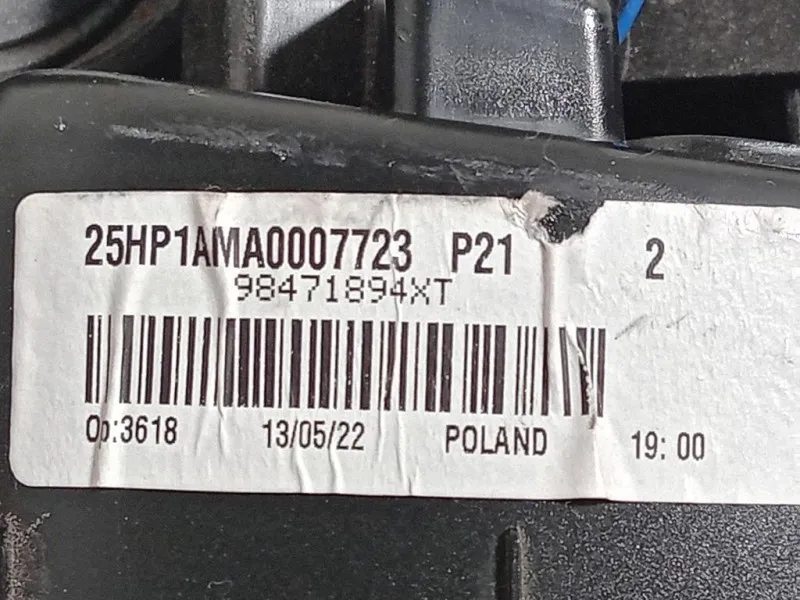 25HP1AMA0007723 P21 2
98471894XT
Op:3618 13/05/22 POLAND 19:00